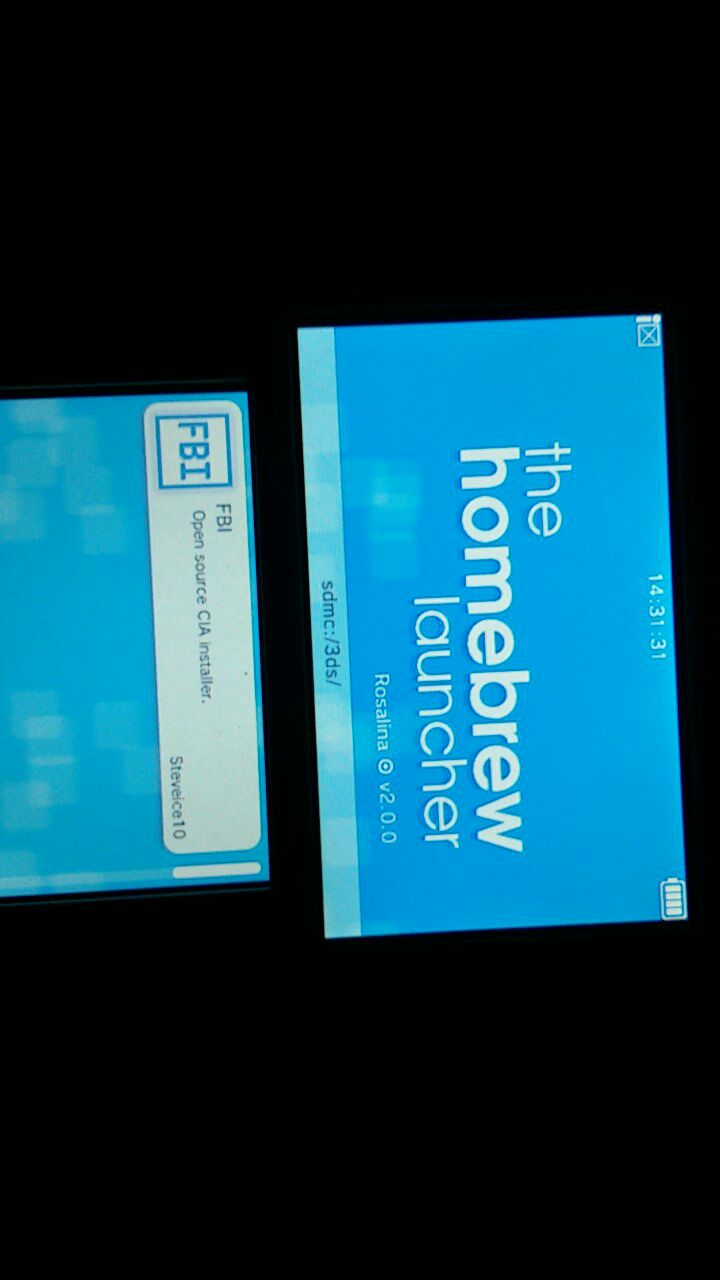 14:31:31
the
homebrew
launcher
Rosalina v2.0.0
sdmc:/3ds/
FBI
FBI
Open source CIA installer.
Steveice10